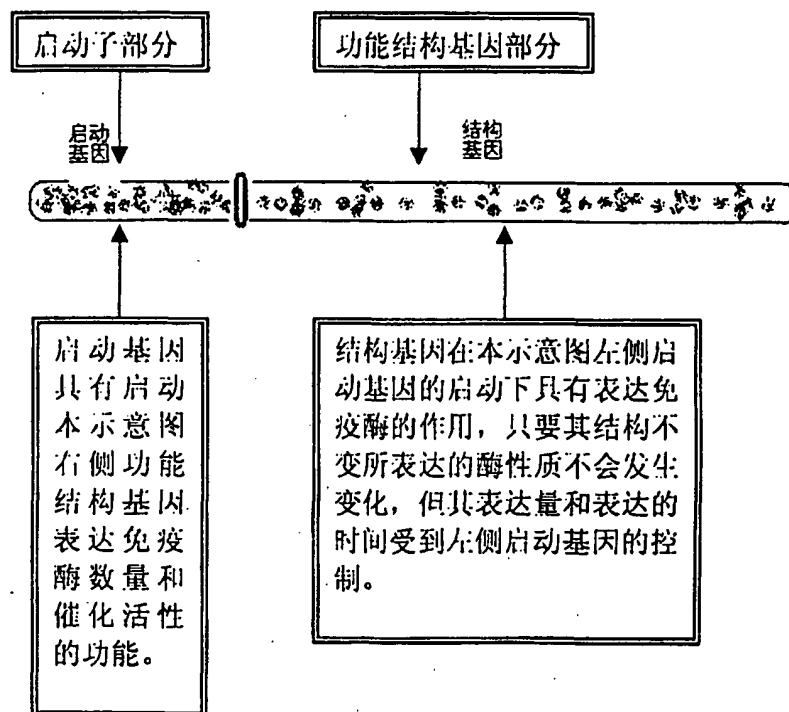 启动子部分
功能结构基因部分
启动
基因
结构
基因
启动基因
具有启动
本示意图
右侧功能
结构基因
表达免疫
酶数量和
催化活性
的功能。
结构基因在本示意图左侧启
动基因的启动下具有表达免
疫酶的作用，只要其结构不
变所表达的酶性质不会发生
变化，但其表达量和表达的
时间受到左侧启动基因的控
制。